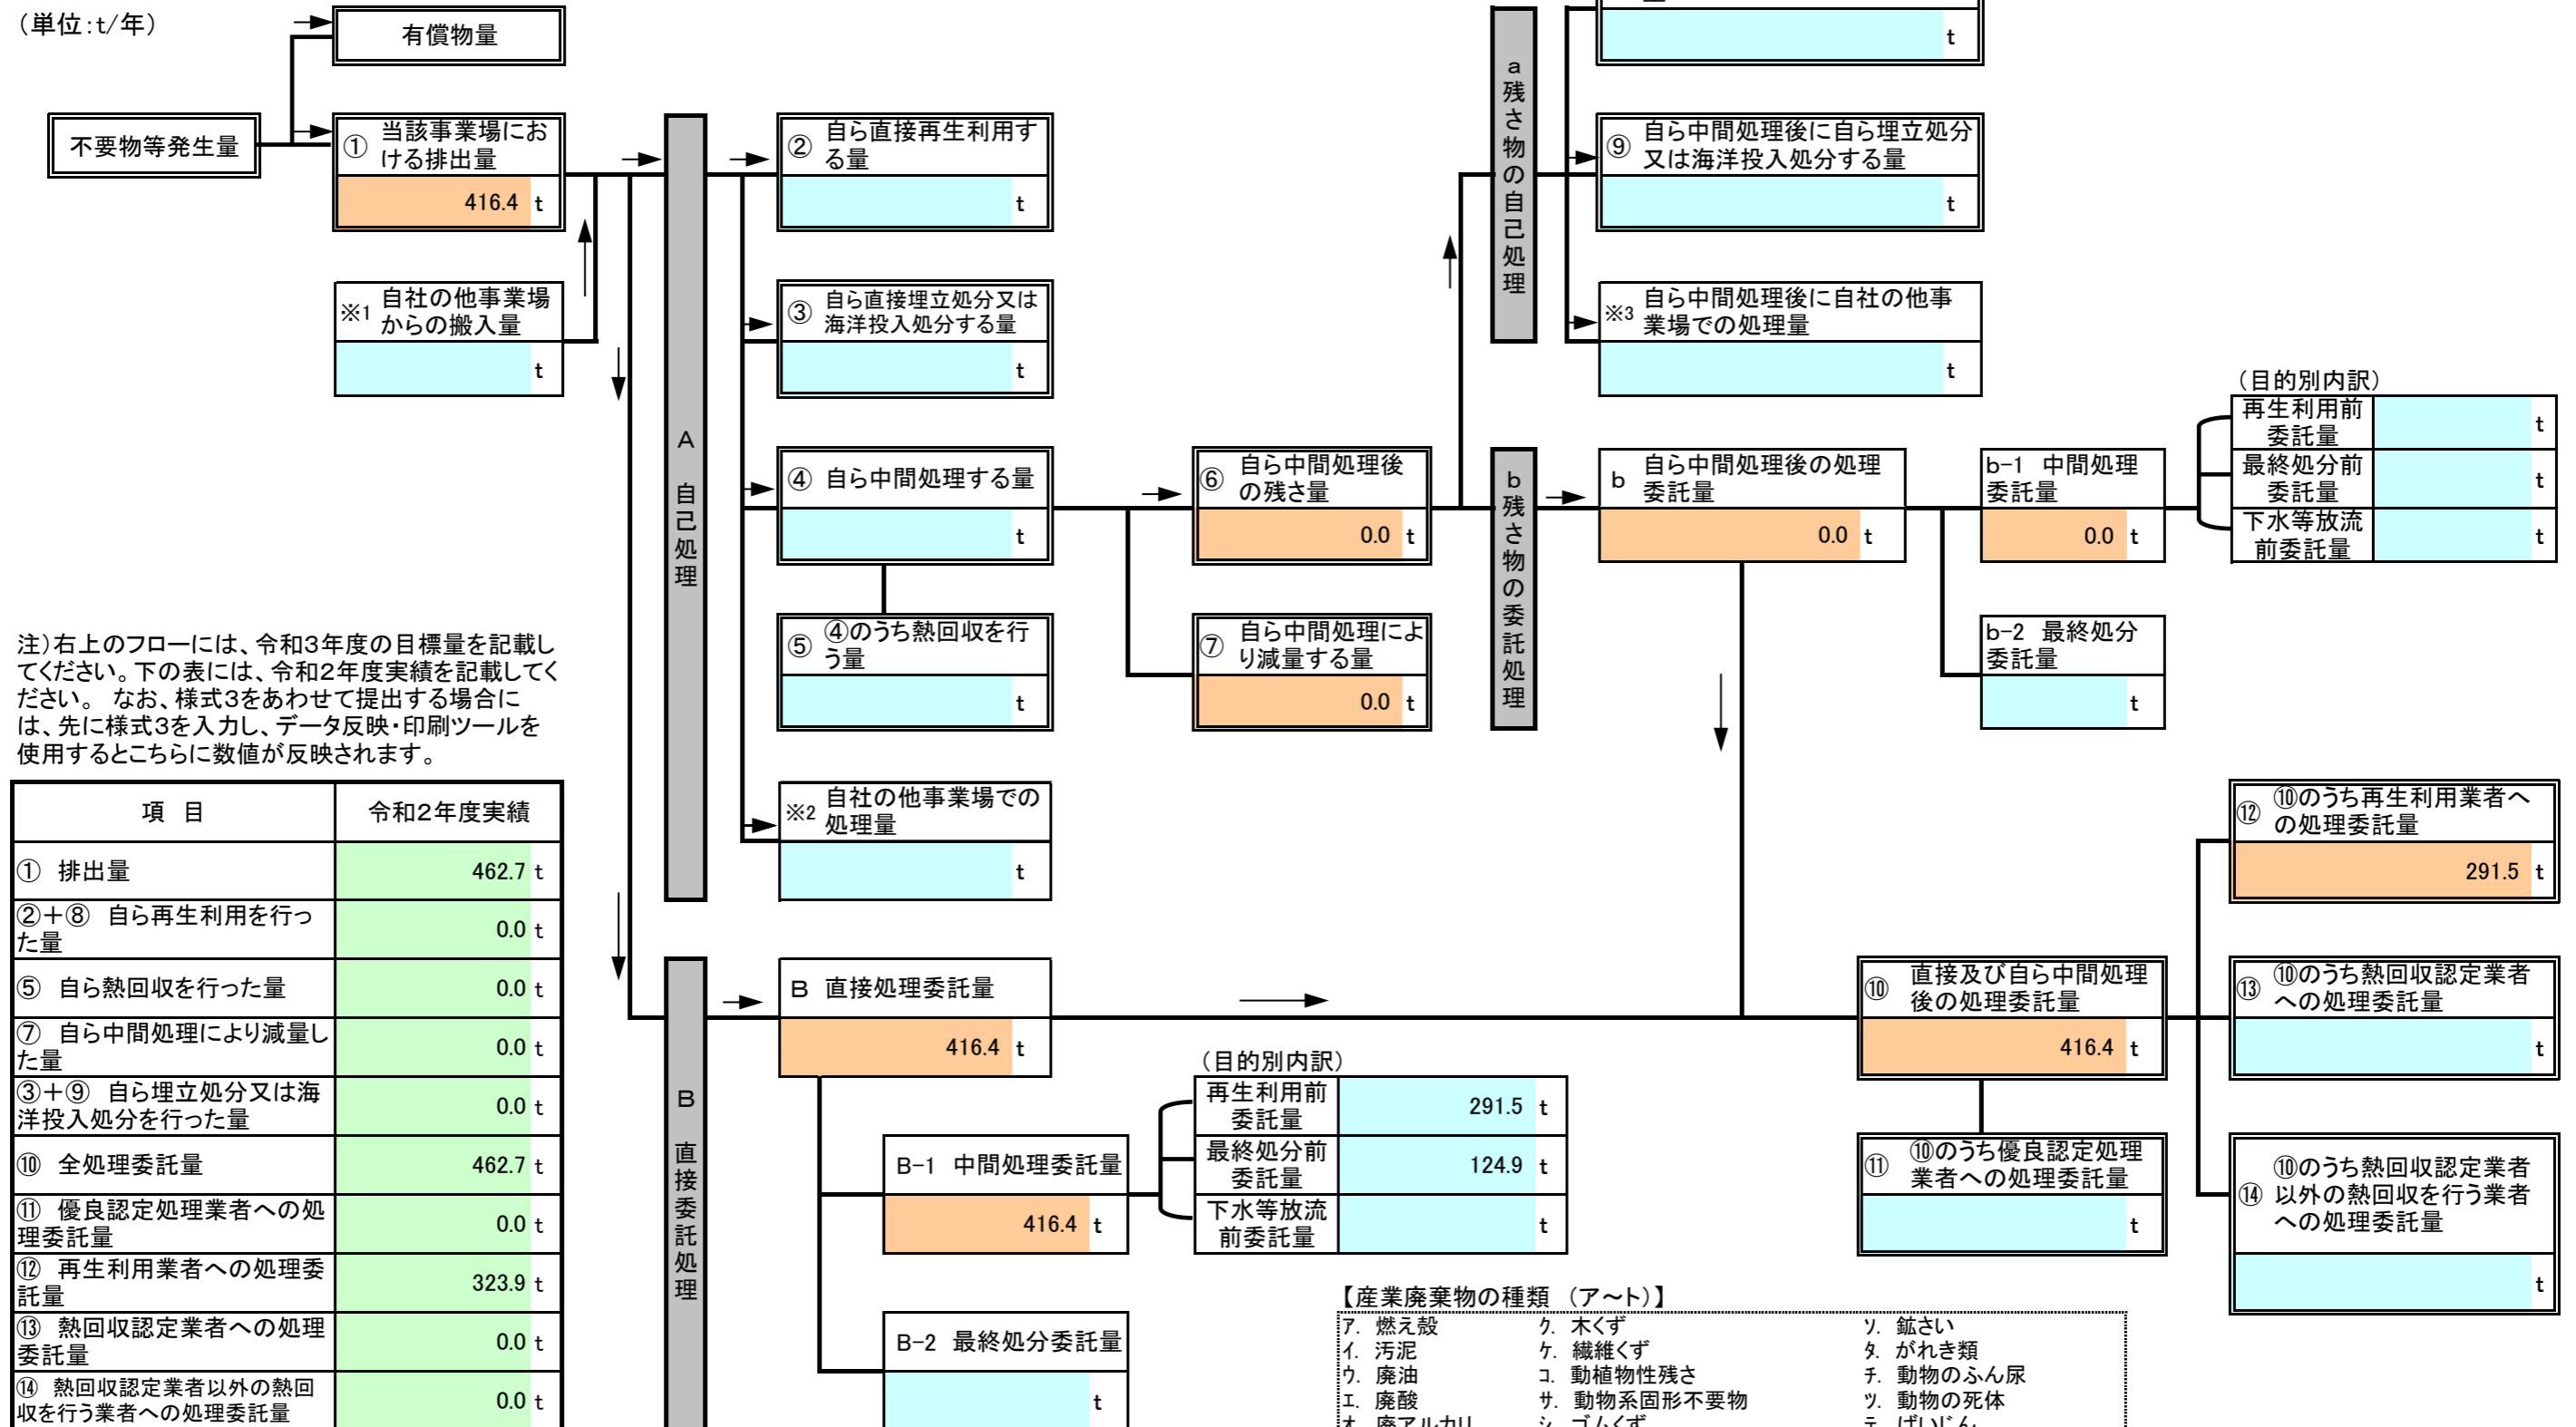 （単位:t/年）
有償物量
t
不要物等発生量
① 当該事業場にお
ける排出量
416.4 t
※1 自社の他事業場
からの搬入量
t
A 自己処理
② 自ら直接再生利用す
る量
t
③ 自ら直接埋立処分又は
海洋投入処分する量
t
④ 自ら中間処理する量
t
⑤ ④のうち熱回収を行
う量
t
※2 自社の他事業場での
処理量
t
⑥ 自ら中間処理後
の残さ量
0.0 t
⑦ 自ら中間処理によ
り減量する量
0.0 t
a 残さ物の自己処理
⑨ 自ら中間処理後に自ら埋立処分
又は海洋投入処分する量
t
※3 自ら中間処理後に自社の他事
業場での処理量
t
b 残さ物の委託処理
b 自ら中間処理後の処理
委託量
0.0 t
b-1 中間処理
委託量
0.0 t
b-2 最終処分
委託量
t
（目的別内訳）
再生利用前
委託量
t
最終処分前
委託量
t
下水等放流
前委託量
t
注）右上のフローには、令和3年度の目標量を記載し
てください。下の表には、令和2年度実績を記載してく
ださい。 なお、様式3をあわせて提出する場合に
は、先に様式3を入力し、データ反映・印刷ツールを
使用するとこちらに数値が反映されます。
項 目 令和2年度実績
① 排出量 462.7 t
②＋⑧ 自ら再生利用を行っ
た量 0.0 t
⑤ 自ら熱回収を行った量 0.0 t
⑦ 自ら中間処理により減量し
た量 0.0 t
③＋⑨ 自ら埋立処分又は海
洋投入処分を行った量 0.0 t
⑩ 全処理委託量 462.7 t
⑪ 優良認定処理業者への処
理委託量 0.0 t
⑫ 再生利用業者への処理委
託量 323.9 t
⑬ 熱回収認定業者への処理
委託量 0.0 t
⑭ 熱回収認定業者以外の熱回
収を行う業者への処理委託量 0.0 t
B 直接委託処理
B 直接処理委託量
416.4 t
B-1 中間処理委託量
416.4 t
B-2 最終処分委託量
t
（目的別内訳）
再生利用前
委託量
291.5 t
最終処分前
委託量
124.9 t
下水等放流
前委託量
t
⑩ 直接及び自ら中間処理
後の処理委託量
416.4 t
⑪ ⑩のうち優良認定処理
業者への処理委託量
t
⑫ ⑩のうち再生利用業者へ
の処理委託量
291.5 t
⑬ ⑩のうち熱回収認定業者
への処理委託量
t
⑭ ⑩のうち熱回収認定業者
以外の熱回収を行う業者
への処理委託量
t
【産業廃棄物の種類 （ア～ト）】
ア. 燃え殻 ク. 木くず ソ. 鉱さい
イ. 汚泥 ケ. 繊維くず タ. がれき類
ウ. 廃油 コ. 動植物性残さ チ. 動物のふん尿
エ. 廃酸 サ. 動物系固形不要物 ツ. 動物の死体
オ. 廃アルカリ シ. ゴムくず テ. ばいじん